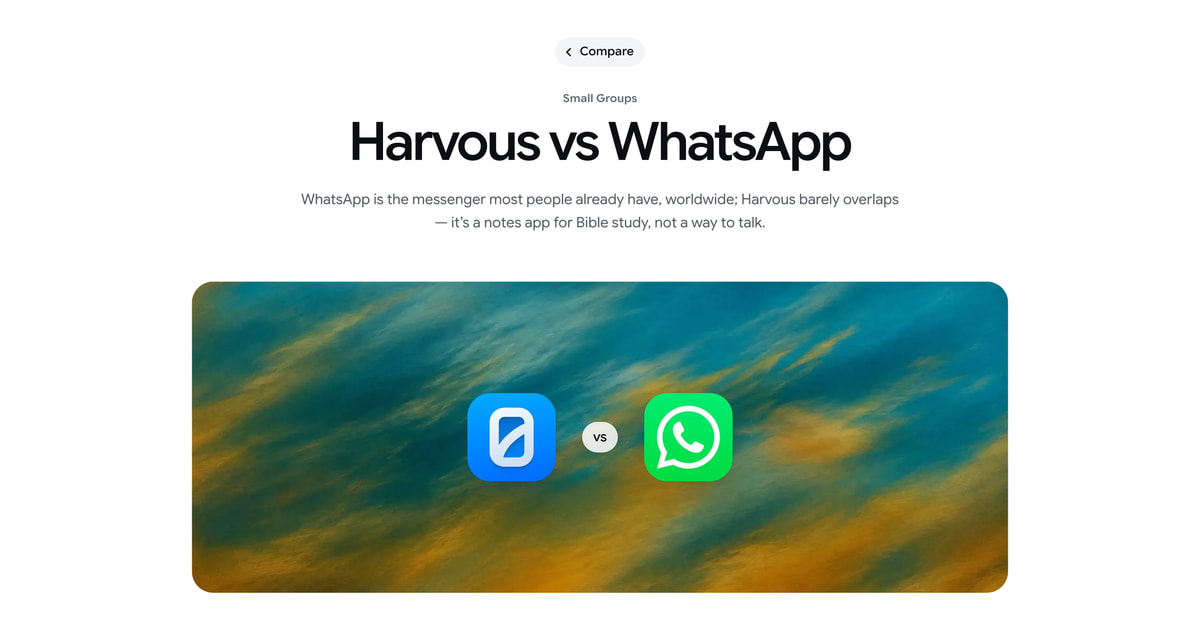 Compare
Small Groups
Harvous vs WhatsApp
WhatsApp is the messenger most people already have, worldwide; Harvous barely overlaps
— it’s a notes app for Bible study, not a way to talk.
vs